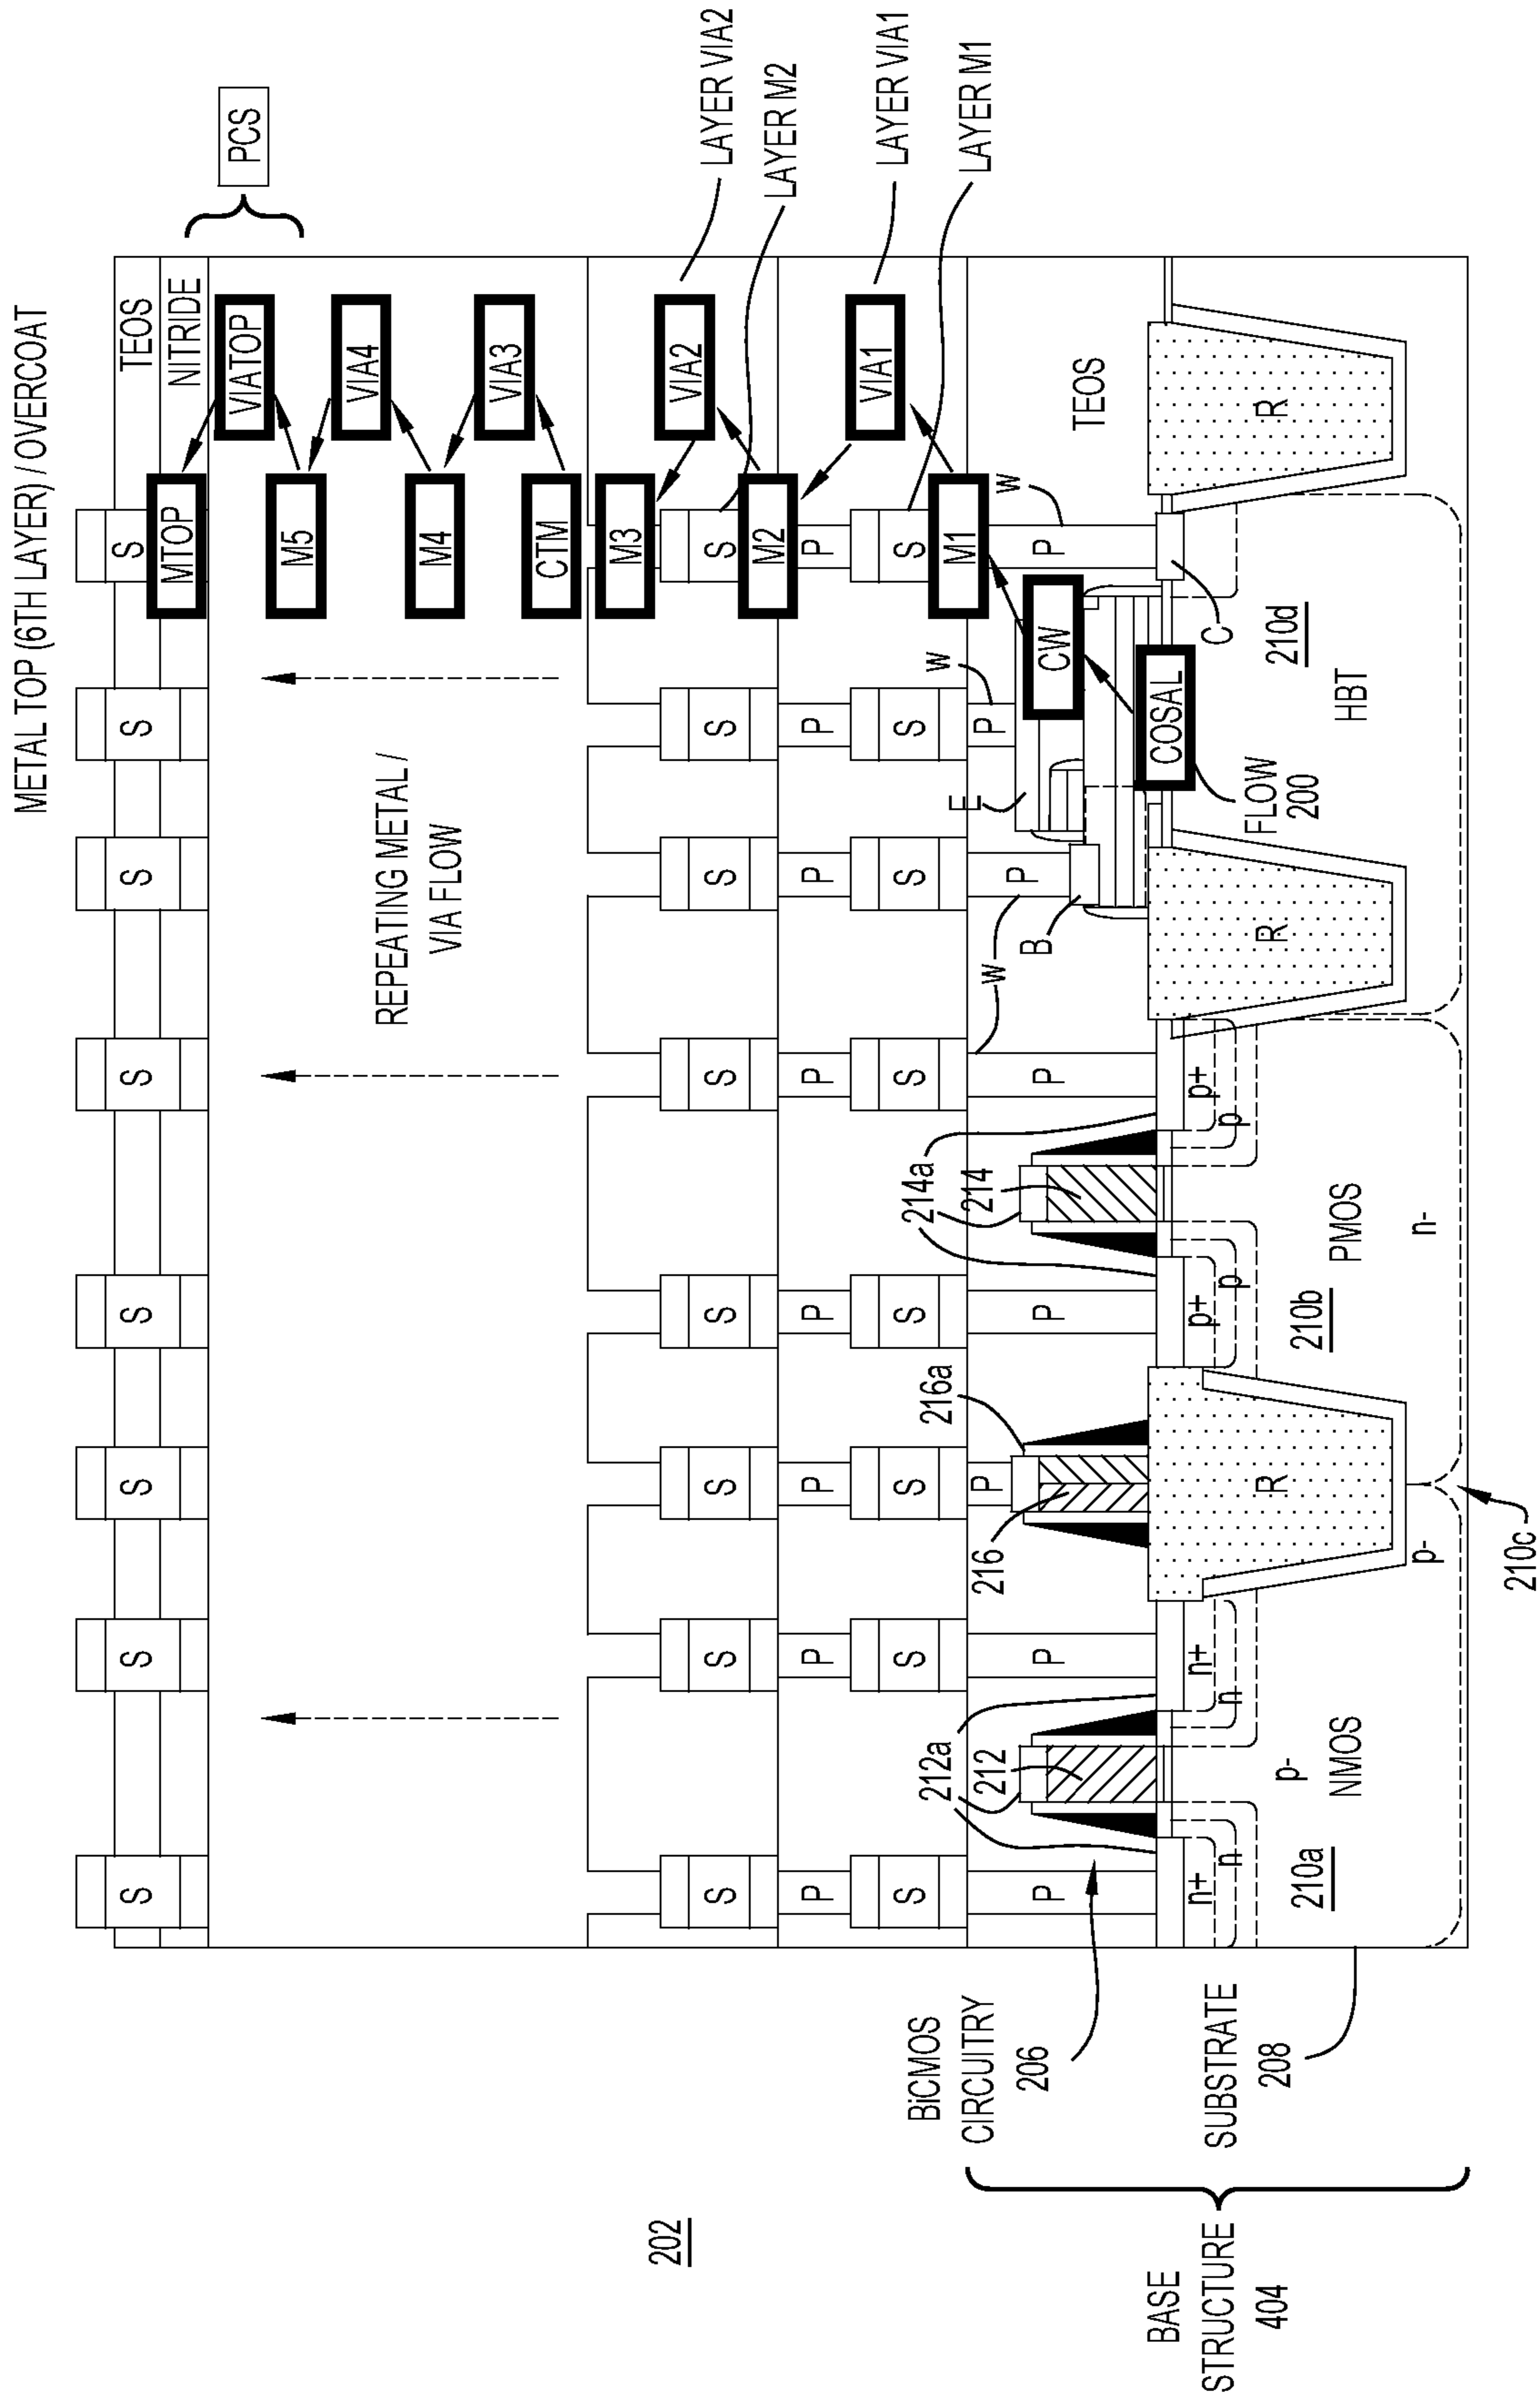 METAL TOP (6TH LAYER) / OVERCOAT
S
S
S
S
S
S
S
S
TEOS
NITRIDE
MTOP
VIATOP
PCS
M5
VIA4
REPEATING METAL /
VIA FLOW
M4
VIA3
CTM
M3
VIA2
LAYER VIA2
LAYER M2
202
S
S
S
S
S
S
S
S
M2
P
P
P
P
P
P
P
P
VIA1
LAYER VIA1
LAYER M1
S
S
S
S
S
S
S
S
M1
BiCMOS
CIRCUITRY
206
212a
212
216a
216
214a
214
W
W
W
E
B
P
P
P
P
P
P
P
P
CW
TEOS
COSAL
C
FLOW
200
BASE
STRUCTURE
404
SUBSTRATE
208
n+
n
n
n+
p+
p
p
p+
210a
p-
NMOS
p-
R
210b
PMOS
n-
R
210d
HBT
R
210c